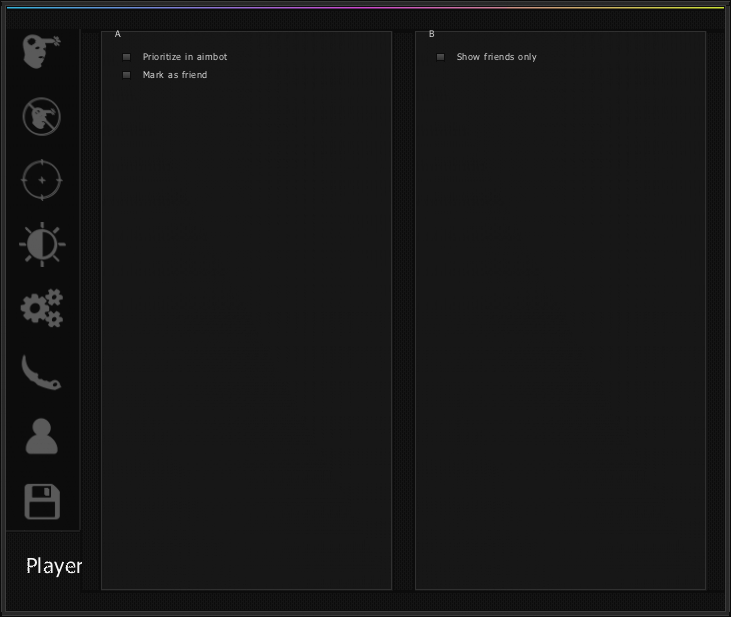 A
Prioritize in aimbot
Mark as friend
B
Show friends only
Player